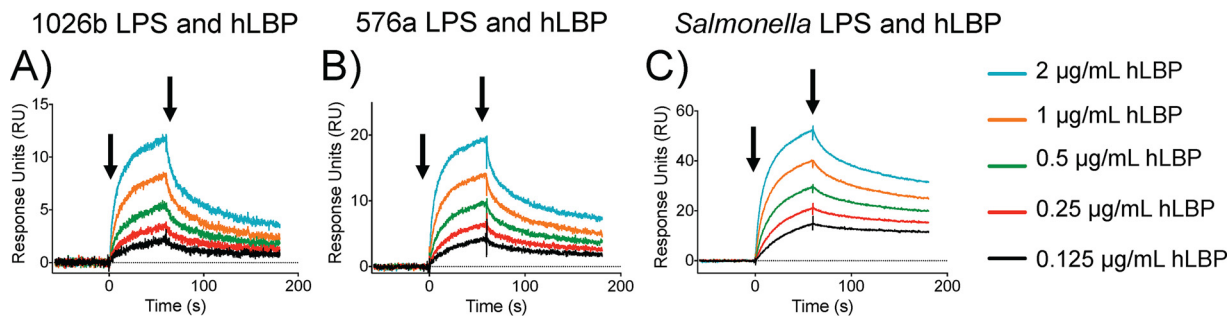 1026b LPS and hLBP
576a LPS and hLBP
Salmonella LPS and hLBP
A)
Response Units (RU)
15
10
5
0
0
100
200
Time (s)
B)
Response Units (RU)
20
10
0
0
100
200
Time (s)
C)
Response Units (RU)
60
40
20
0
0
100
200
Time (s)
2 µg/mL hLBP
1 µg/mL hLBP
0.5 µg/mL hLBP
0.25 µg/mL hLBP
0.125 µg/mL hLBP